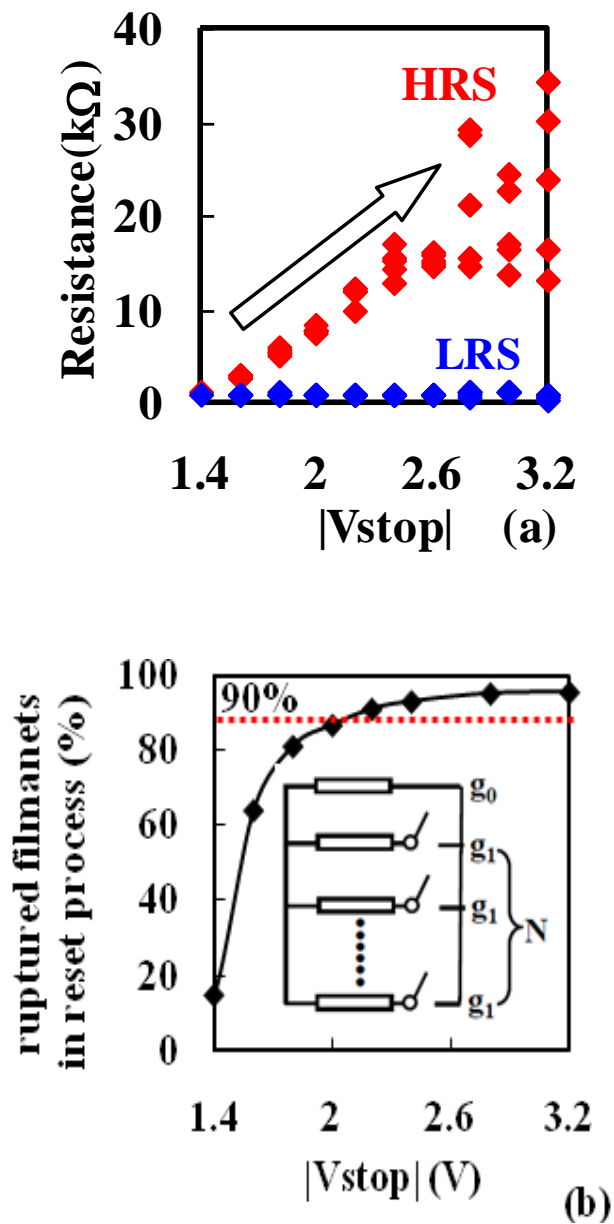 40
HRS
30
20
10
LRS
0
Resistance(kΩ)
1.4 2 2.6 3.2
|Vstop| (a)
100
90%
80
60
40
20
0
ruptured filmanets
in reset process (%)
g0
g1
g1
N
g1
1.4 2 2.6 3.2
|Vstop| (V)
(b)